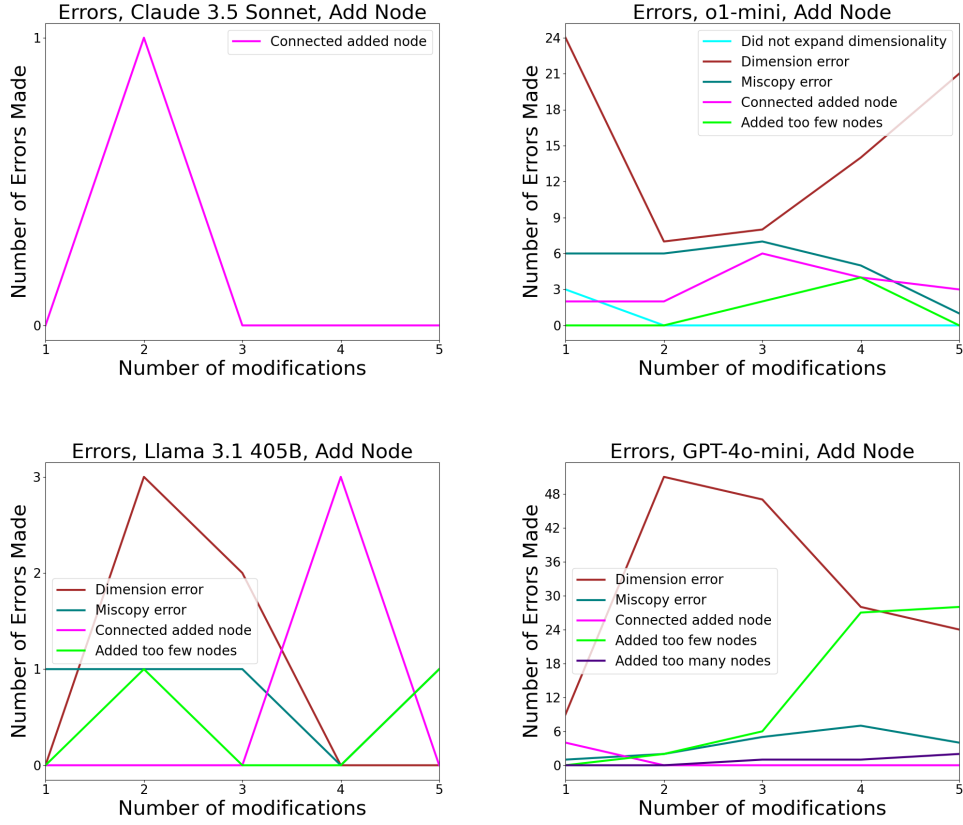 Errors, Claude 3.5 Sonnet, Add Node
Number of Errors Made
1
0
Connected added node
1 2 3 4 5
Number of modifications
Errors, o1-mini, Add Node
Number of Errors Made
24
21
18
15
12
9
6
3
0
Did not expand dimensionality
Dimension error
Miscopy error
Connected added node
Added too few nodes
1 2 3 4 5
Number of modifications
Errors, Llama 3.1 405B, Add Node
Number of Errors Made
3
2
1
0
Dimension error
Miscopy error
Connected added node
Added too few nodes
1 2 3 4 5
Number of modifications
Errors, GPT-4o-mini, Add Node
Number of Errors Made
48
42
36
30
24
18
12
6
0
Dimension error
Miscopy error
Connected added node
Added too few nodes
Added too many nodes
1 2 3 4 5
Number of modifications